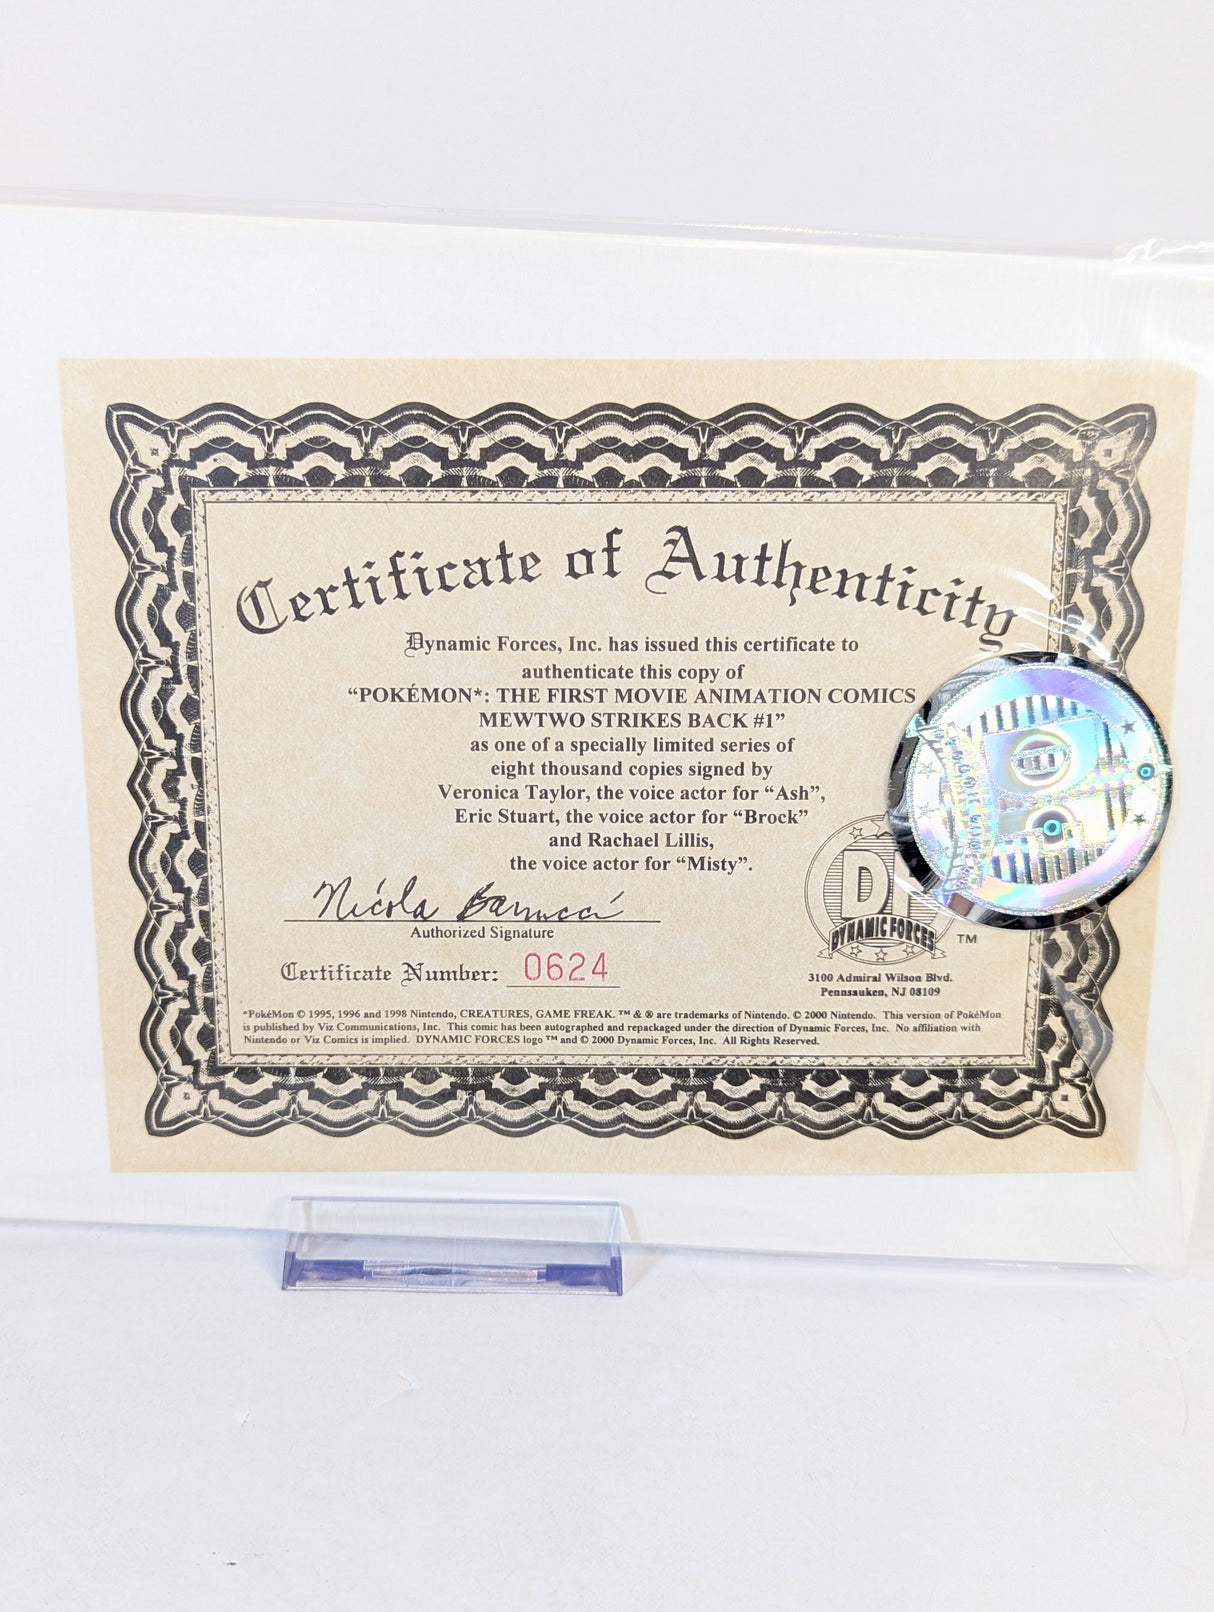 Certificate of Authenticity
Dynamic Forces, Inc. has issued this certificate to
authenticate this copy of
“POKÉMON*: THE FIRST MOVIE ANIMATION COMICS
MEWTWO STRIKES BACK #1”
as one of a specially limited series of
eight thousand copies signed by
Veronica Taylor, the voice actor for “Ash”,
Eric Stuart, the voice actor for “Brock”
and Rachael Lillis,
the voice actor for “Misty”.
Nicola Barrucci
Authorized Signature
Certificate Number: 0624
DF
DYNAMIC FORCES
TM
3100 Admiral Wilson Blvd.
Pennsauken, NJ 08109
*PokéMon © 1995, 1996 and 1998 Nintendo, CREATURES, GAME FREAK. ™ & ® are trademarks of Nintendo. © 2000 Nintendo. This version of PokéMon
is published by Viz Communications, Inc. This comic has been autographed and repackaged under the direction of Dynamic Forces, Inc. No affiliation with
Nintendo or Viz Comics is implied. DYNAMIC FORCES logo ™ and © 2000 Dynamic Forces, Inc. All Rights Reserved.